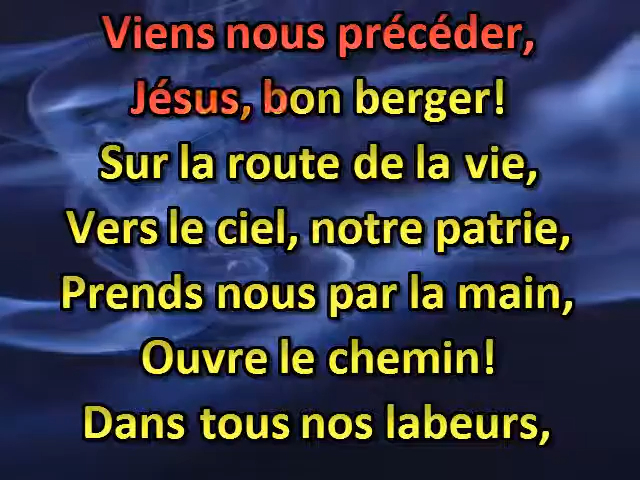 Viens nous précéder,
Jésus, bon berger!
Sur la route de la vie,
Vers le ciel, notre patrie,
Prends nous par la main,
Ouvre le chemin!
Dans tous nos labeurs,